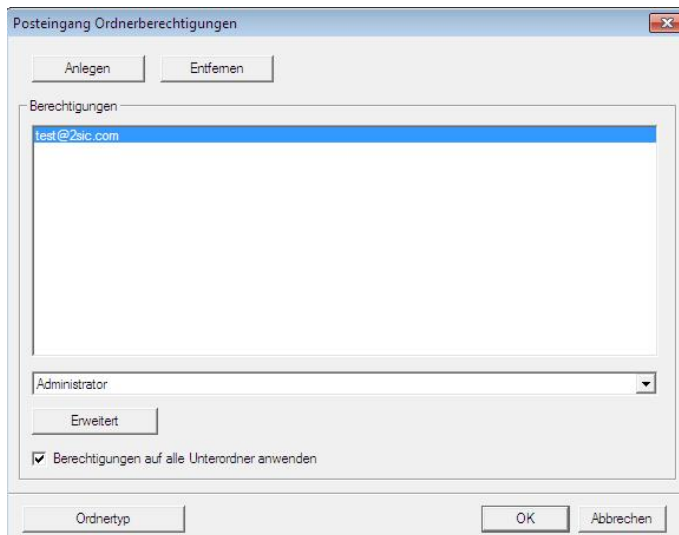 Posteingang Ordnerberechtigungen
Anlegen Entfernen
Berechtigungen
test@2sic.com
Administrator
Erweitert
Berechtigungen auf alle Unterordner anwenden
Ordnertyp OK Abbrechen